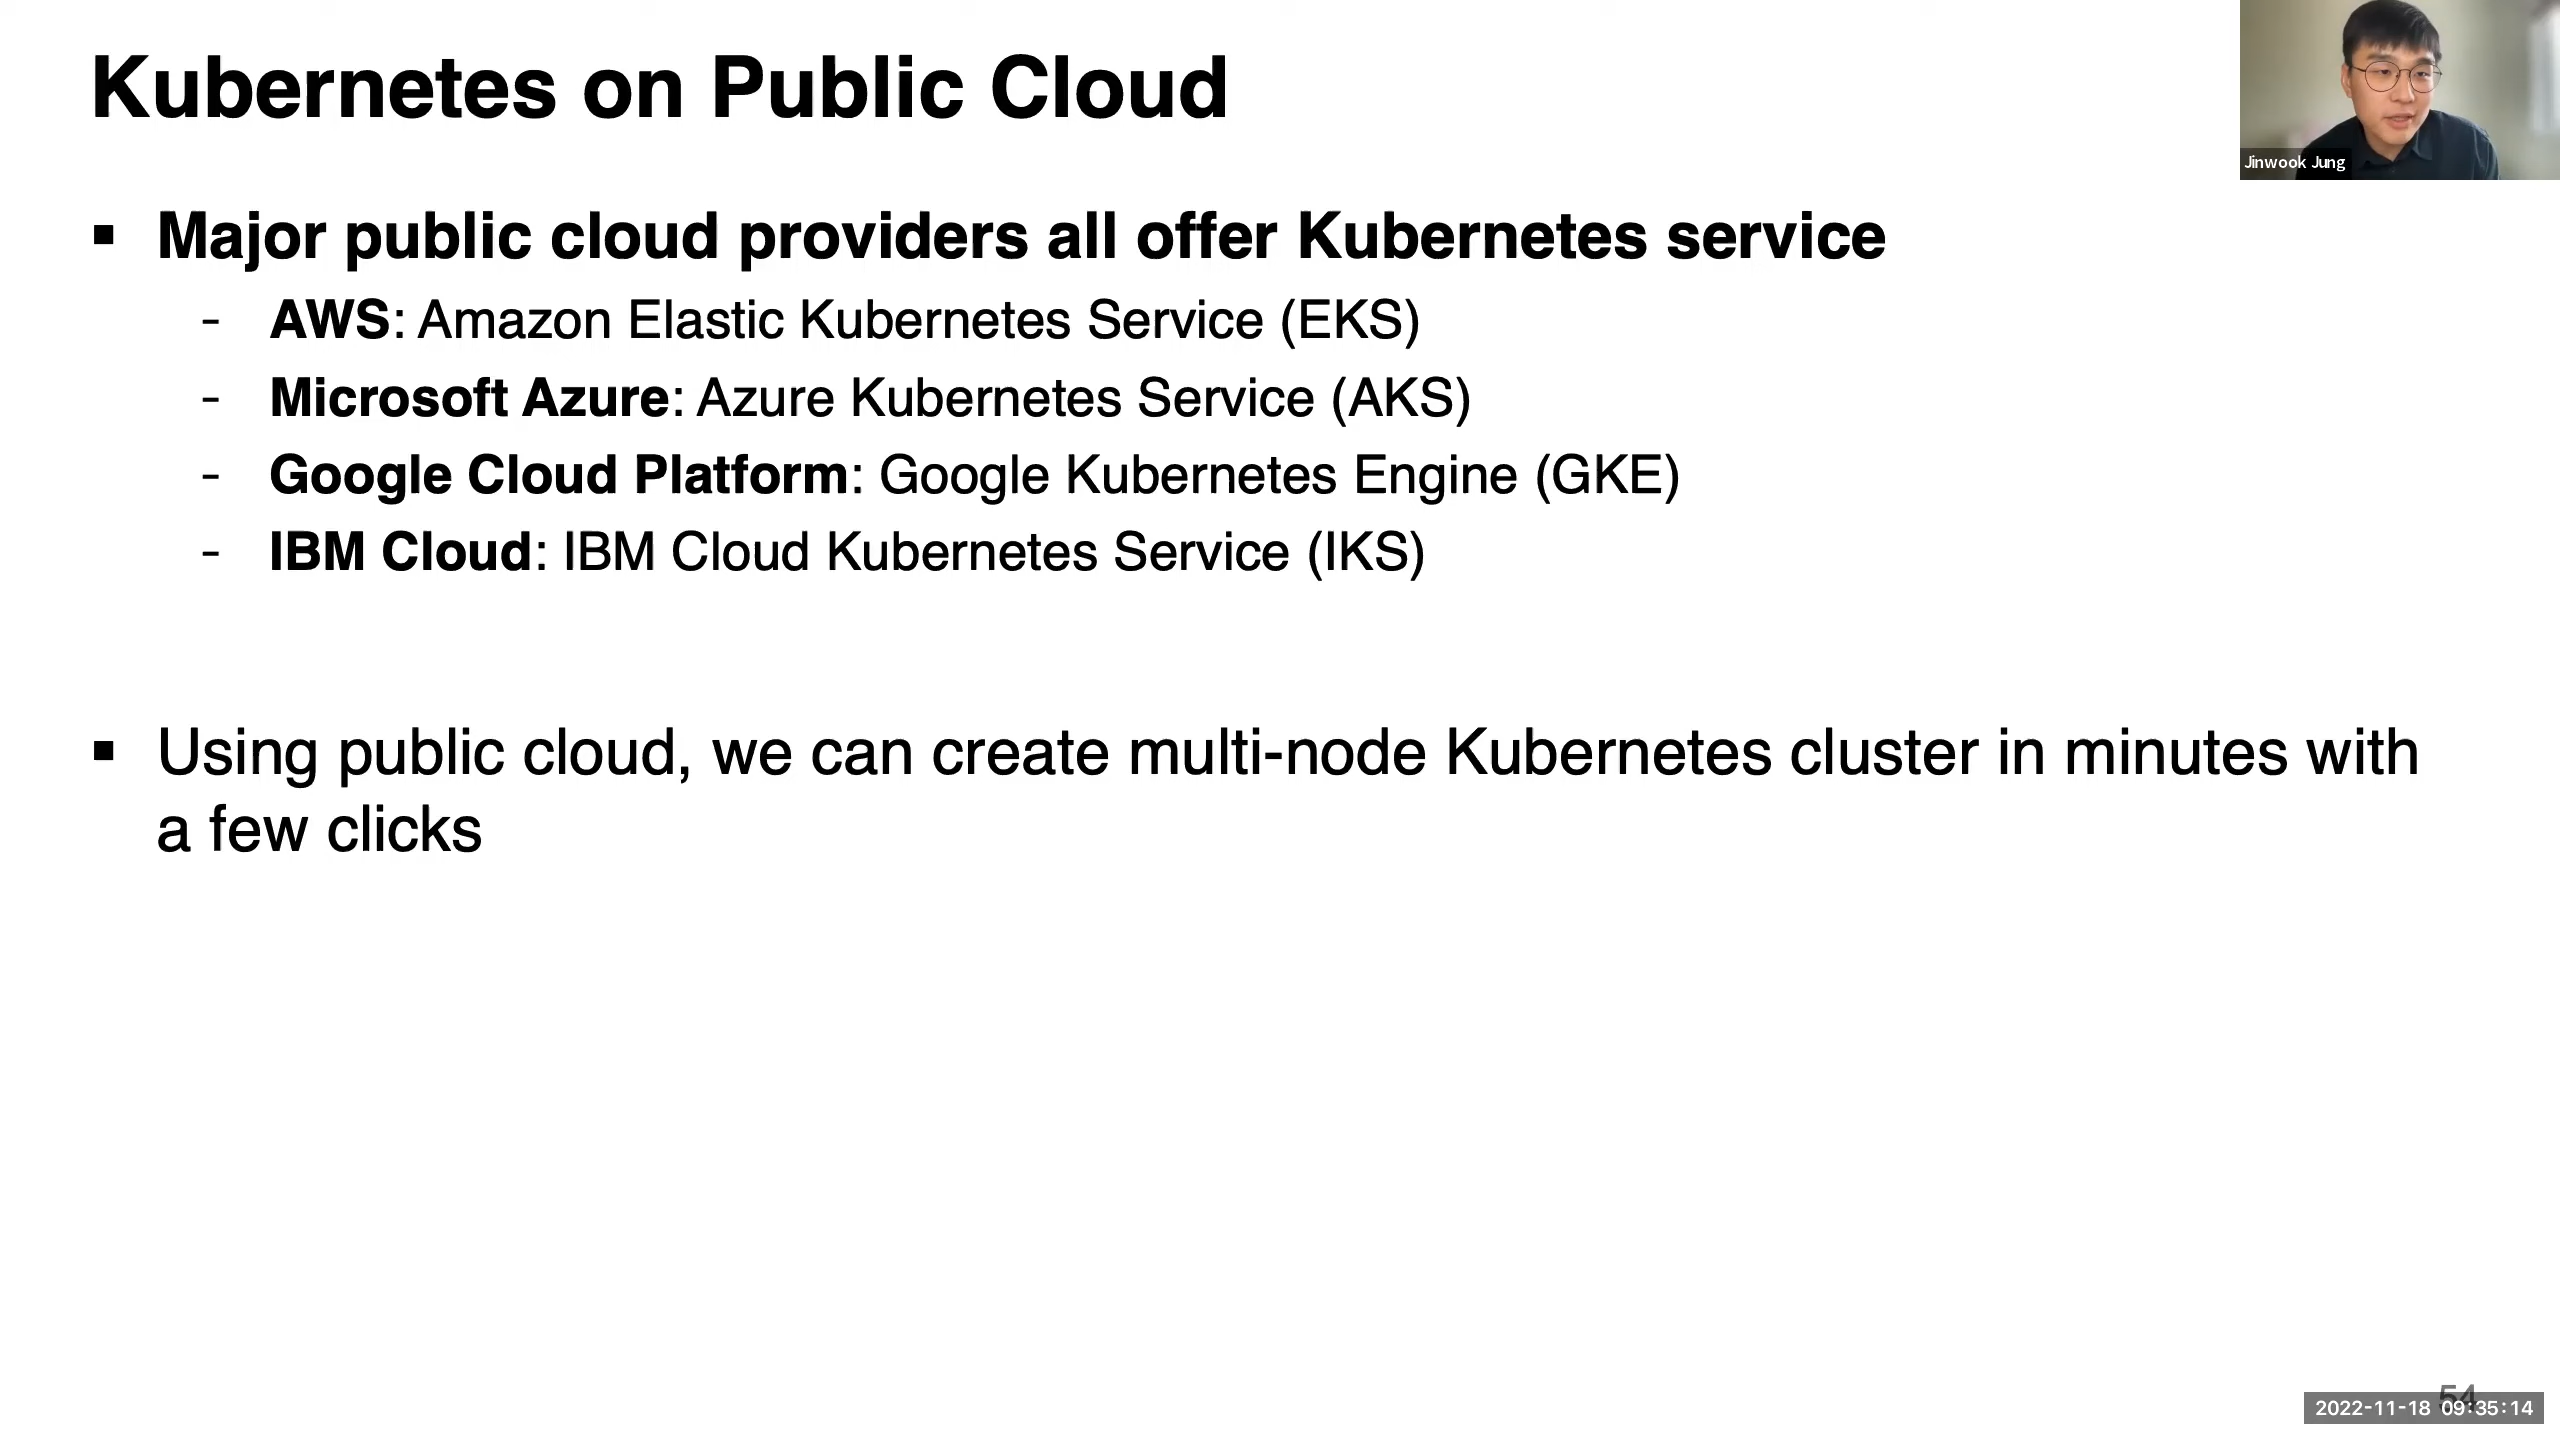 Kubernetes on Public Cloud
Jinwook Jung
▪ Major public cloud providers all offer Kubernetes service
- AWS: Amazon Elastic Kubernetes Service (EKS)
- Microsoft Azure: Azure Kubernetes Service (AKS)
- Google Cloud Platform: Google Kubernetes Engine (GKE)
- IBM Cloud: IBM Cloud Kubernetes Service (IKS)
▪ Using public cloud, we can create multi-node Kubernetes cluster in minutes with
a few clicks
54
2022-11-18 09:35:14